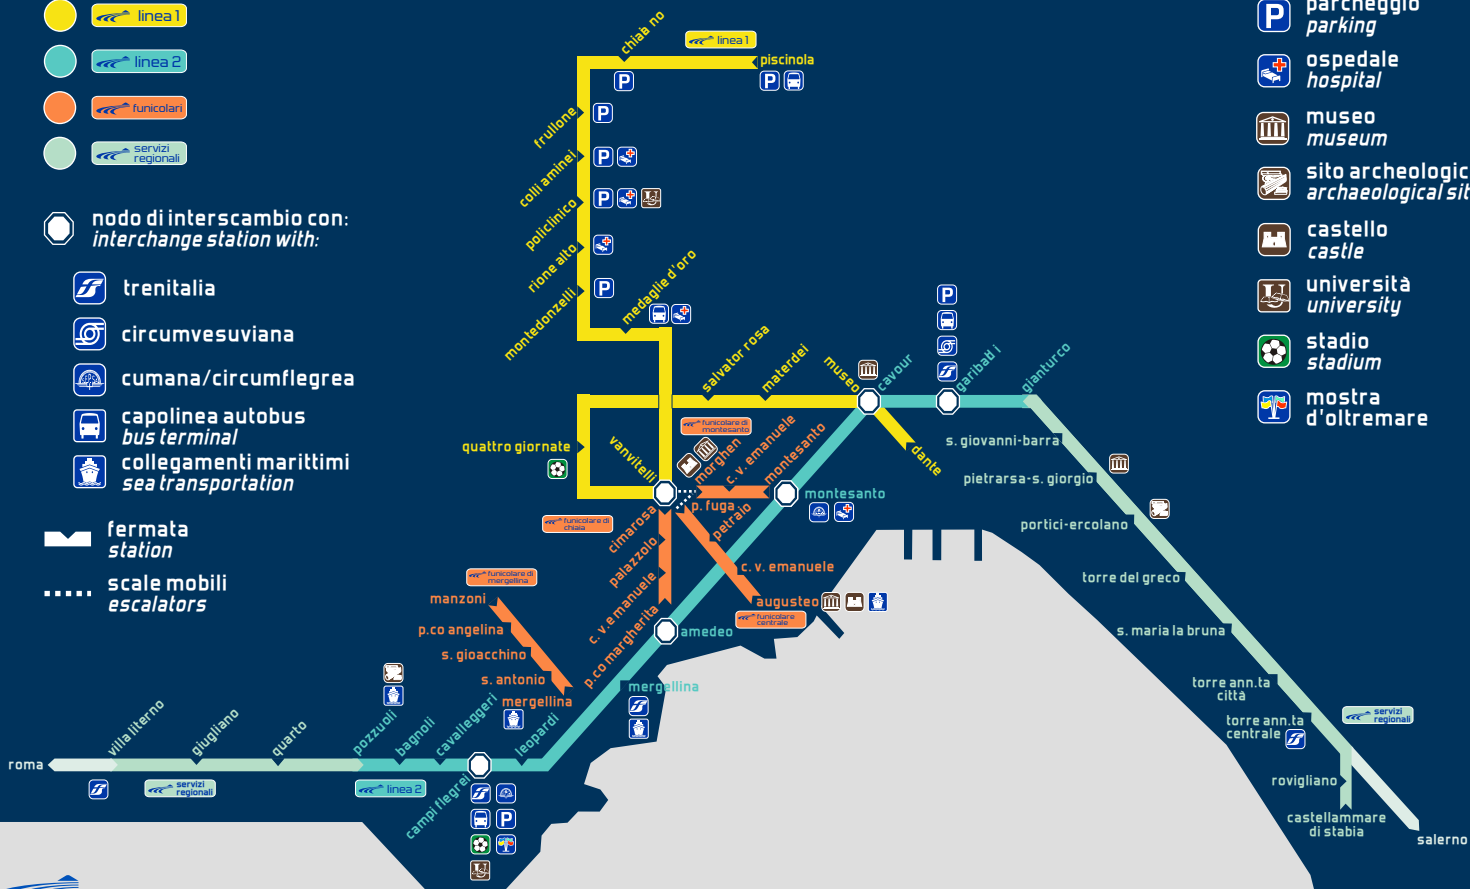 linea 1
linea 2
funicolari
servizi
regionali
nodo di interscambio con:
interchange station with:
trenitalia
circumvesuviana
cumana/circumflegrea
capolinea autobus
bus terminal
collegamenti marittimi
sea transportation
fermata
station
scale mobili
escalators
parcheggio
parking
ospedale
hospital
museo
museum
sito archeologic
archaeological sit
castello
castle
università
university
stadio
stadium
mostra
d'oltremare
chiaia no
linea 1
piscinola
frullone
colli aminei
policlinico
rione alto
montedonzelli
medaglie d'oro
salvator rosa
materdei
museo
cavour
garibaldi
gianturco
quattro giornate
vanvitelli
funicolare di
montesanto
morghen
c. v. emanuele
montesanto
dante
montesanto
s. giovanni-barra
pietrarsa-s. giorgio
portici-ercolano
torre del greco
s. maria la bruna
torre ann.ta
città
torre ann.ta
centrale
servizi
regionali
rovigliano
castellammare
di stabia
salerno
funicolare di
chiaia
cimarosa
palazzolo
c. v. emanuele
p.co margherita
p. fuga
petraio
c. v. emanuele
augusteo
funicolare
centrale
amedeo
mergellina
funicolare di
mergellina
manzoni
p.co angelina
s. gioacchino
s. antonio
mergellina
roma
villa literno
giugliano
quarto
pozzuoli
bagnoli
cavalleggeri
leopardi
servizi
regionali
linea 2
campi flegrei